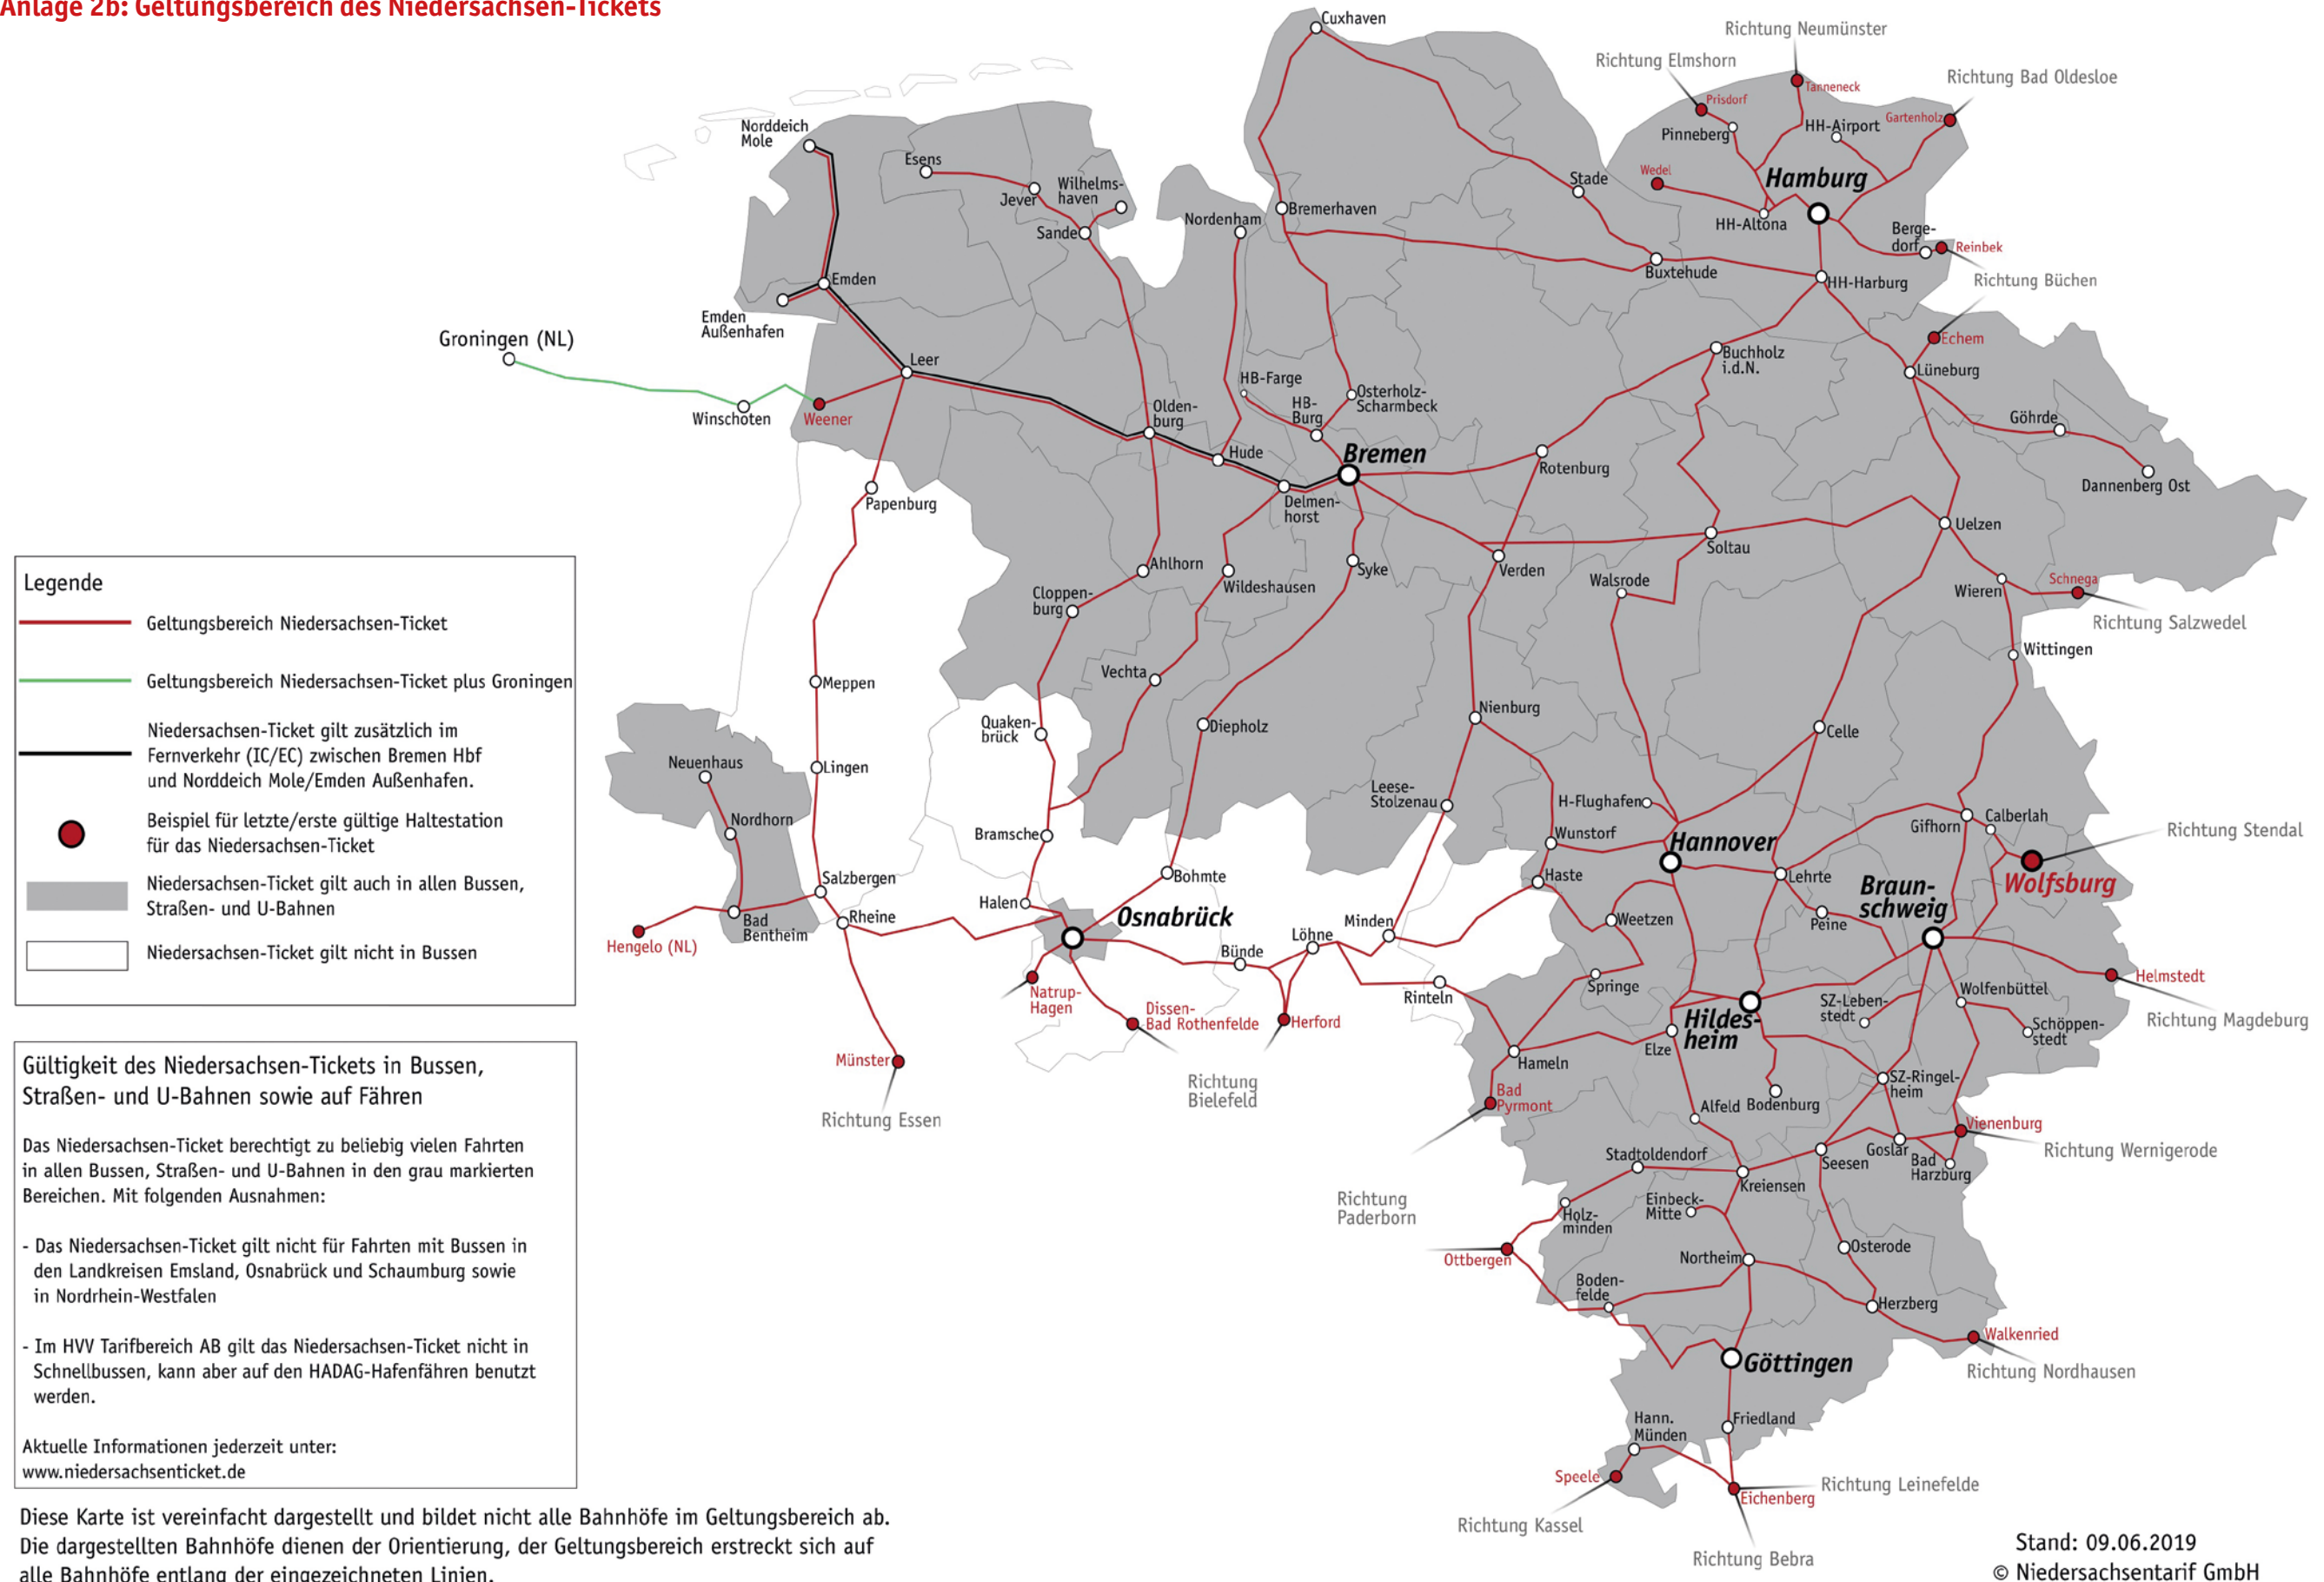 Anlage 2b: Geltungsbereich des Niedersachsen-Tickets
Cuxhaven
Richtung Neumünster
Richtung Elmshorn
Richtung Bad Oldesloe
Tanneneck
Prisdorf
Gartenholz
HH-Airport
Pinneberg
Norddeich
Mole
Esens
Jever
Wilhelms-
haven
Sande
Nordenham
Bremerhaven
Stade
Wedel
Hamburg
HH-Altona
Berge-
dorf
Reinbek
Richtung Büchen
Buxtehude
HH-Harburg
Emden
Emden
Außenhafen
Groningen (NL)
Winschoten
Weener
Leer
Echem
Lüneburg
Buchholz
i.d.N.
HB-Farge
HB-
Burg
Osterholz-
Scharmbeck
Olden-
burg
Hude
Bremen
Delmen-
horst
Rotenburg
Göhrde
Dannenberg Ost
Papenburg
Uelzen
Soltau
Verden
Syke
Ahlhorn
Wildeshausen
Walsrode
Wieren
Schnega
Richtung Salzwedel
Cloppen-
burg
Wittingen
Vechta
Meppen
Quaken-
brück
Diepholz
Nienburg
Celle
Neuenhaus
Lingen
Leese-
Stolzenau
H-Flughafen
Nordhorn
Bramsche
Wunstorf
Hannover
Gifhorn
Calberlah
Richtung Stendal
Wolfsburg
Salzbergen
Bohmte
Haste
Lehrte
Braun-
schweig
Halen
Osnabrück
Bad
Bentheim
Rheine
Hengelo (NL)
Bünde
Löhne
Minden
Weetzen
Peine
Natrup-
Hagen
Dissen-
Bad Rothenfelde
Herford
Rinteln
Springe
SZ-Leben-
stedt
Wolfenbüttel
Helmstedt
Richtung Magdeburg
Schöppen-
stedt
Hildes-
heim
Elze
Hameln
Münster
Richtung Essen
Richtung
Bielefeld
Bad
Pyrmont
Alfeld
Bodenburg
SZ-Ringel-
heim
Vienenburg
Richtung Wernigerode
Goslar
Bad
Harzburg
Seesen
Stadtoldendorf
Kreiensen
Richtung
Paderborn
Einbeck-
Mitte
Holz-
minden
Ottbergen
Northeim
Osterode
Boden-
felde
Herzberg
Walkenried
Richtung Nordhausen
Göttingen
Hann.
Münden
Friedland
Speele
Richtung Kassel
Eichenberg
Richtung Leinefelde
Richtung Bebra
Legende
Geltungsbereich Niedersachsen-Ticket
Geltungsbereich Niedersachsen-Ticket plus Groningen
Niedersachsen-Ticket gilt zusätzlich im
Fernverkehr (IC/EC) zwischen Bremen Hbf
und Norddeich Mole/Emden Außenhafen.
Beispiel für letzte/erste gültige Haltestation
für das Niedersachsen-Ticket
Niedersachsen-Ticket gilt auch in allen Bussen,
Straßen- und U-Bahnen
Niedersachsen-Ticket gilt nicht in Bussen
Gültigkeit des Niedersachsen-Tickets in Bussen,
Straßen- und U-Bahnen sowie auf Fähren
Das Niedersachsen-Ticket berechtigt zu beliebig vielen Fahrten
in allen Bussen, Straßen- und U-Bahnen in den grau markierten
Bereichen. Mit folgenden Ausnahmen:
- Das Niedersachsen-Ticket gilt nicht für Fahrten mit Bussen in
den Landkreisen Emsland, Osnabrück und Schaumburg sowie
in Nordrhein-Westfalen
- Im HVV Tarifbereich AB gilt das Niedersachsen-Ticket nicht in
Schnellbussen, kann aber auf den HADAG-Hafenfähren benutzt
werden.
Aktuelle Informationen jederzeit unter:
www.niedersachsenticket.de
Diese Karte ist vereinfacht dargestellt und bildet nicht alle Bahnhöfe im Geltungsbereich ab.
Die dargestellten Bahnhöfe dienen der Orientierung, der Geltungsbereich erstreckt sich auf
alle Bahnhöfe entlang der eingezeichneten Linien.
Stand: 09.06.2019
© Niedersachsentarif GmbH